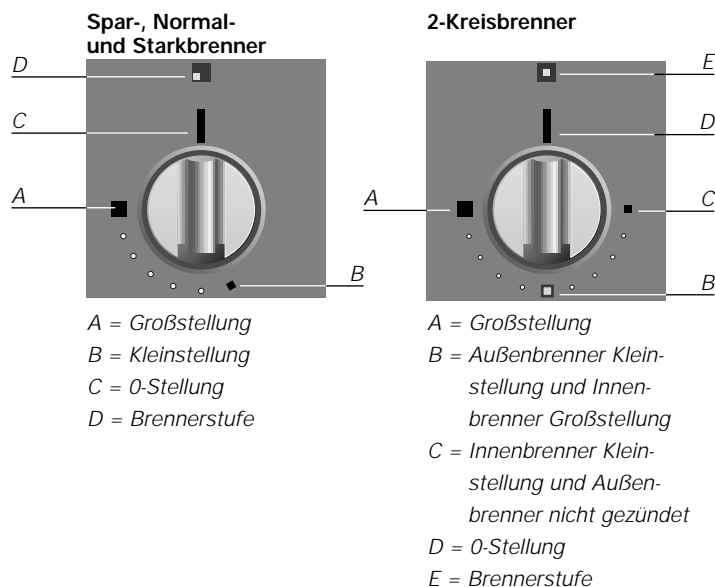 Spar-, Normal-
und Starkbrenner
D
C
A
B
A = Großstellung
B = Kleinstellung
C = 0-Stellung
D = Brennerstufe
2-Kreisbrenner
E
D
A
C
B
A = Großstellung
B = Außenbrenner Klein-
stellung und Innen-
brenner Großstellung
C = Innenbrenner Klein-
stellung und Außen-
brenner nicht gezündet
D = 0-Stellung
E = Brennerstufe